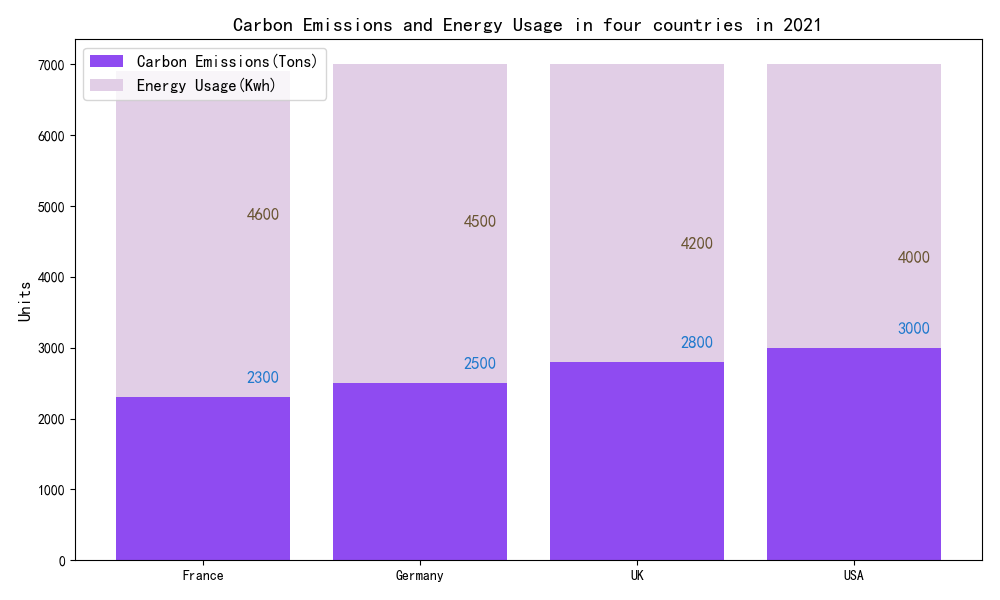 Carbon Emissions and Energy Usage in four countries in 2021
Carbon Emissions(Tons)
Energy Usage(Kwh)
Units
7000
6000
5000
4000
3000
2000
1000
0
4600
4500
4200
4000
2300
2500
2800
3000
France
Germany
UK
USA